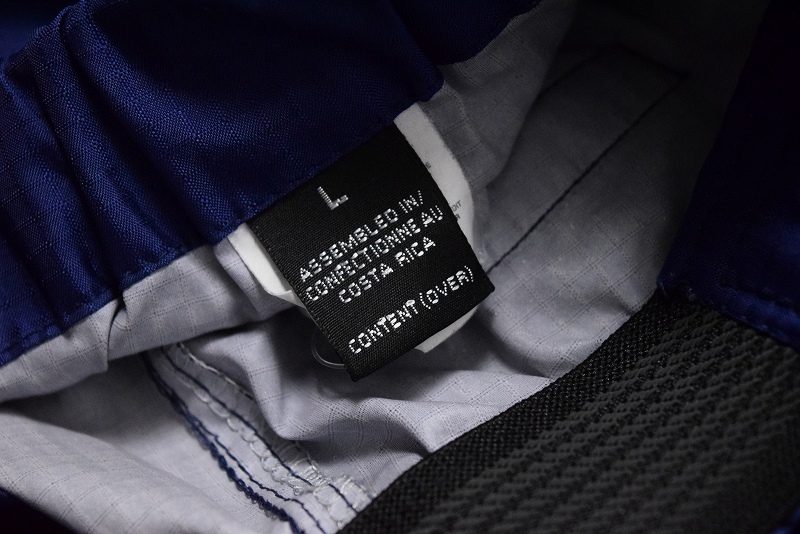 L
ASSEMBLED IN/
CONFECTIONNE AU
COSTA RICA
CONTENT (OVER)